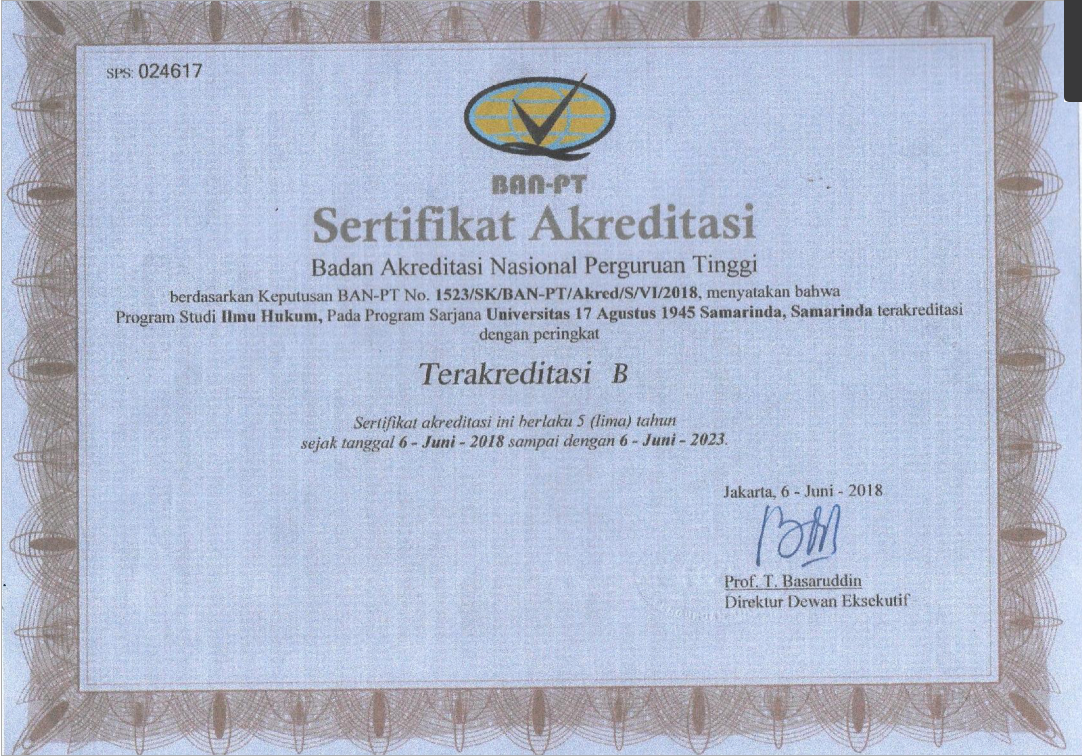 SPS: 024617
BAN-PT
Sertifikat Akreditasi
Badan Akreditasi Nasional Perguruan Tinggi
berdasarkan Keputusan BAN-PT No. 1523/SK/BAN-PT/Akred/S/VI/2018, menyatakan bahwa
Program Studi Ilmu Hukum, Pada Program Sarjana Universitas 17 Agustus 1945 Samarinda, Samarinda terakreditasi
dengan peringkat
Terakreditasi B
Sertifikat akreditasi ini berlaku 5 (lima) tahun
sejak tanggal 6 - Juni - 2018 sampai dengan 6 - Juni - 2023.
Jakarta, 6 - Juni - 2018
Prof. T. Basaruddin
Direktur Dewan Eksekutif